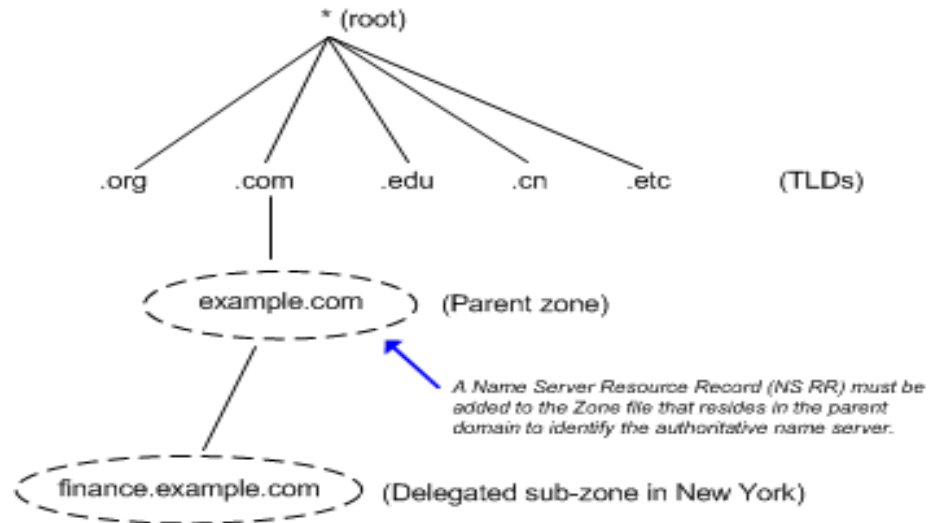 * (root)
.org .com .edu .cn .etc (TLDs)
example.com (Parent zone)
A Name Server Resource Record (NS RR) must be
added to the Zone file that resides in the parent
domain to identify the authoritative name server.
finance.example.com (Delegated sub-zone in New York)